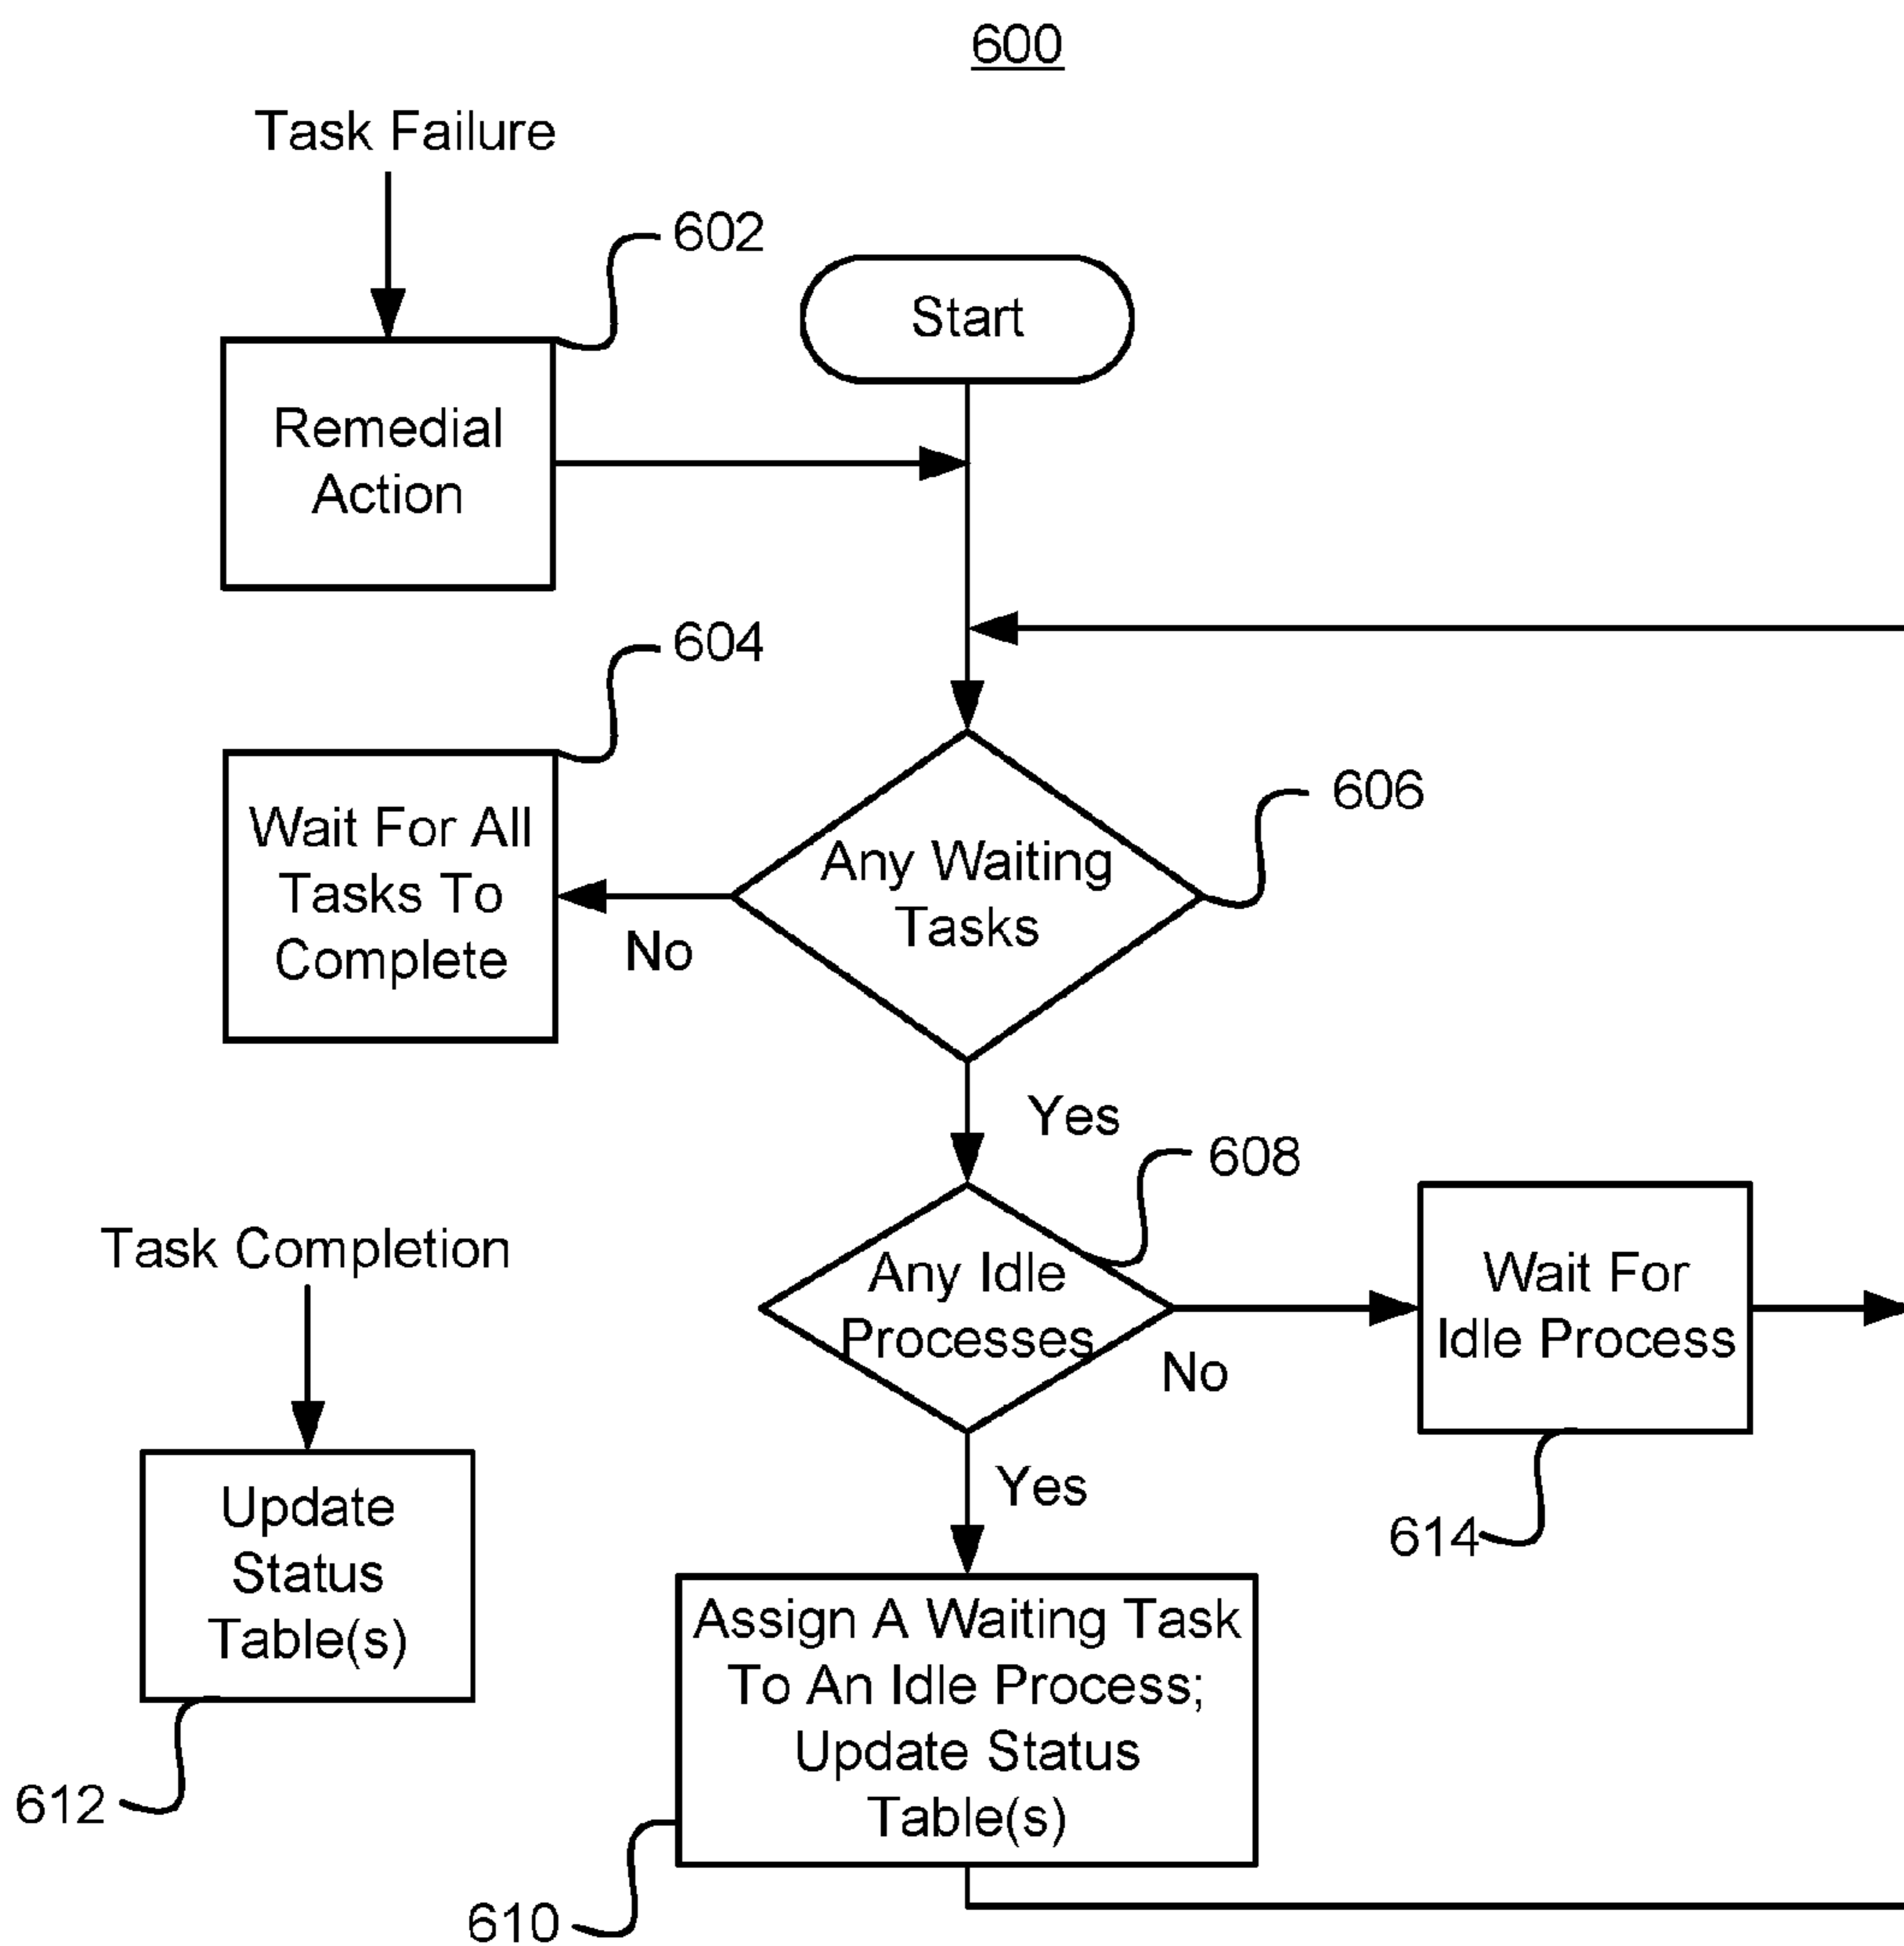 600
Task Failure
602
Start
Remedial
Action
604
606
Wait For All
Tasks To
Complete
Any Waiting
Tasks
No
Yes
608
Task Completion
Any Idle
Processes
No
Wait For
Idle Process
Yes
614
Update
Status
Table(s)
Assign A Waiting Task
To An Idle Process;
Update Status
Table(s)
612
610